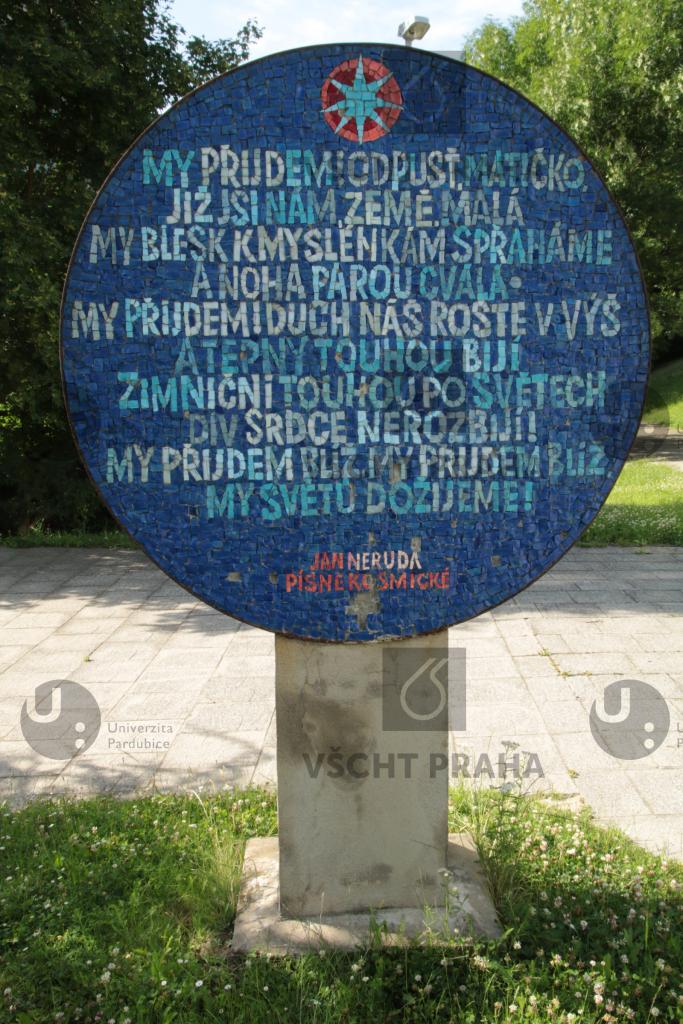 MY PŘIJDEM! ODPUSŤ, MATIČKO,
JIŽ JSI NÁM, ZEMĚ, MALÁ
MY BLESK K MYSLÉNKÁM SPŘAHÁME
A NOHA PAROU CVÁLÁ.
MY PŘIJDEM! DUCH NÁŠ ROSTE V VÝŠ
A TEPNY TOUHOU BIJÍ
ZIMNIČNÍ TOUHOU PO SVĚTECH
DIV SRDCE NEROZBIJÍ!
MY PŘIJDEM BLÍŽ, MY PŘIJDEM BLÍŽ,
MY SVĚTŮ DOŽIJEME!
JAN NERUDA
PÍSNĚ KOSMICKÉ
Univerzita
Pardubice
VŠCHT PRAHA